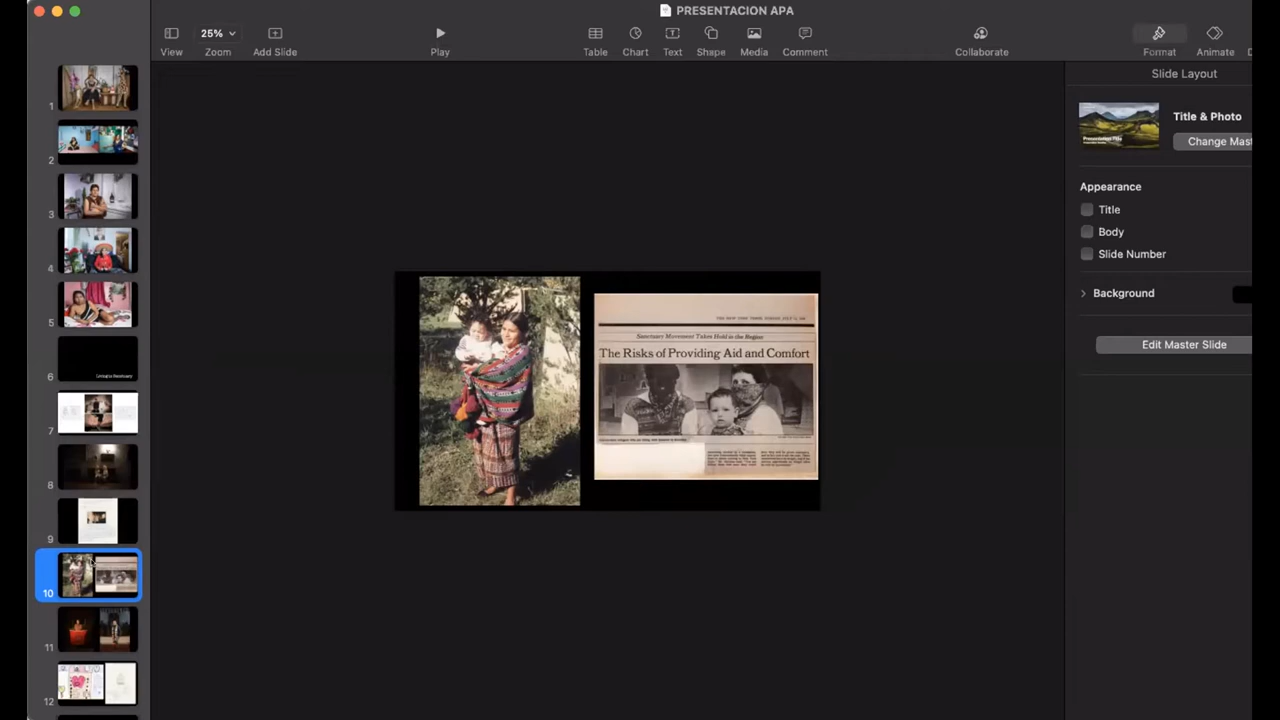 PRESENTACION APA
25%
View
Zoom
Add Slide
Play
Table
Chart
Text
Shape
Media
Comment
Collaborate
Format
Animate
Slide Layout
Title & Photo
Change Mast
Appearance
Title
Body
Slide Number
Background
Edit Master Slide
Sanctuary Movement Takes Hold in the Region
The Risks of Providing Aid and Comfort
1
2
3
4
5
6
7
8
9
10
11
12